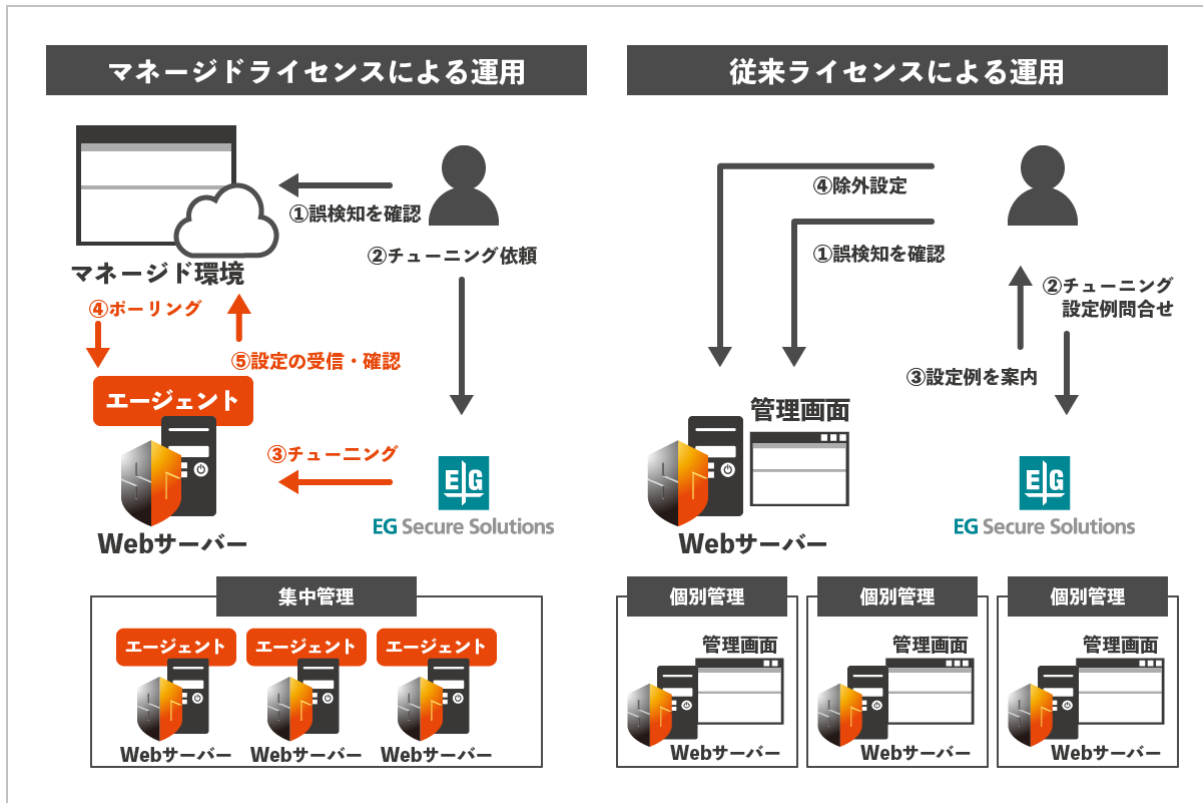 マネージドライセンスによる運用
①誤検知を確認
②チューニング依頼
マネージド環境
④ポーリング
⑤設定の受信・確認
エージェント
③チューニング
Webサーバー
EG
EG Secure Solutions
集中管理
エージェント
エージェント
エージェント
Webサーバー
Webサーバー
Webサーバー
従来ライセンスによる運用
④除外設定
①誤検知を確認
②チューニング
設定例問合せ
③設定例を案内
管理画面
Webサーバー
EG
EG Secure Solutions
個別管理
管理画面
Webサーバー
個別管理
管理画面
Webサーバー
個別管理
管理画面
Webサーバー